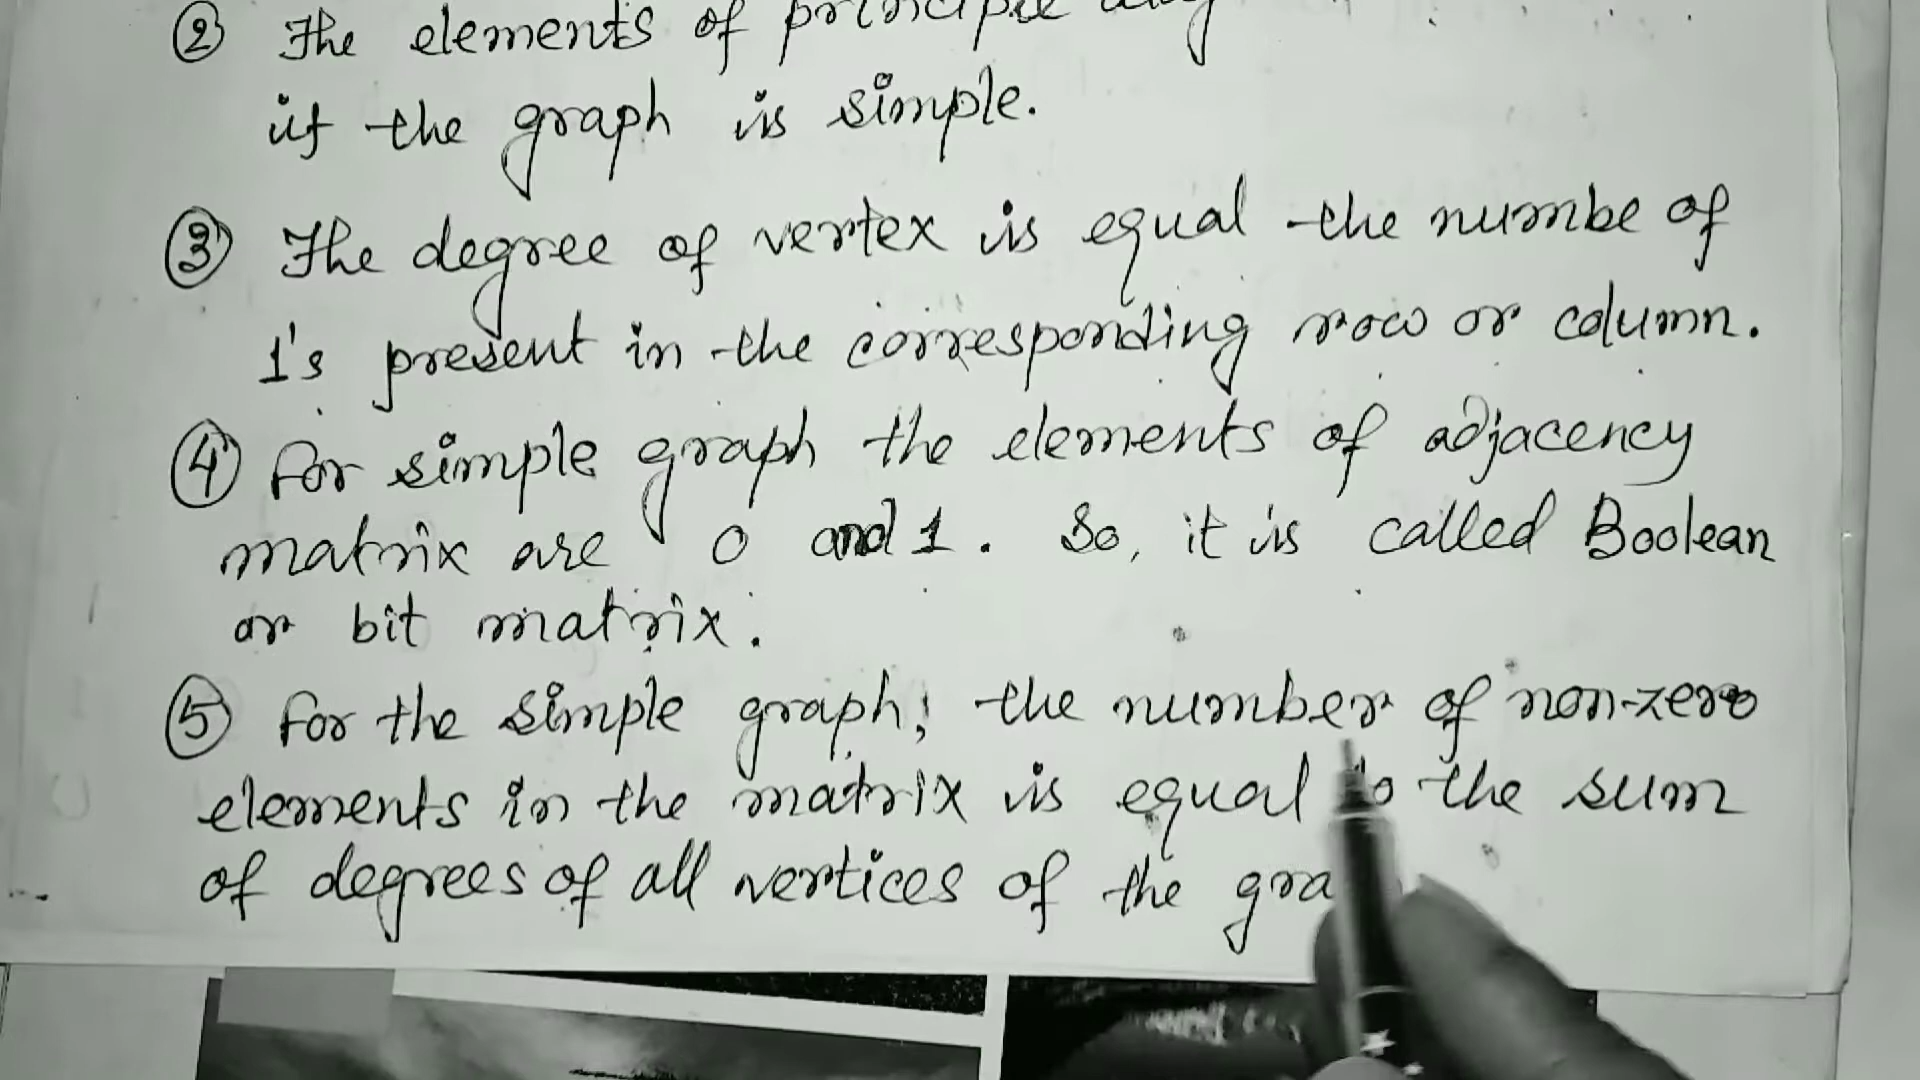 ② The elements of principle
if the graph is simple.
③ The degree of vertex is equal the numbe of
1's present in the corresponding row or column.
④ For simple graph the elements of adjacency
matrix are 0 and 1. So, it is called Boolean
or bit matrix.
⑤ For the simple graph, the number of non-zero
elements in the matrix is equal to the sum
of degrees of all vertices of the gra